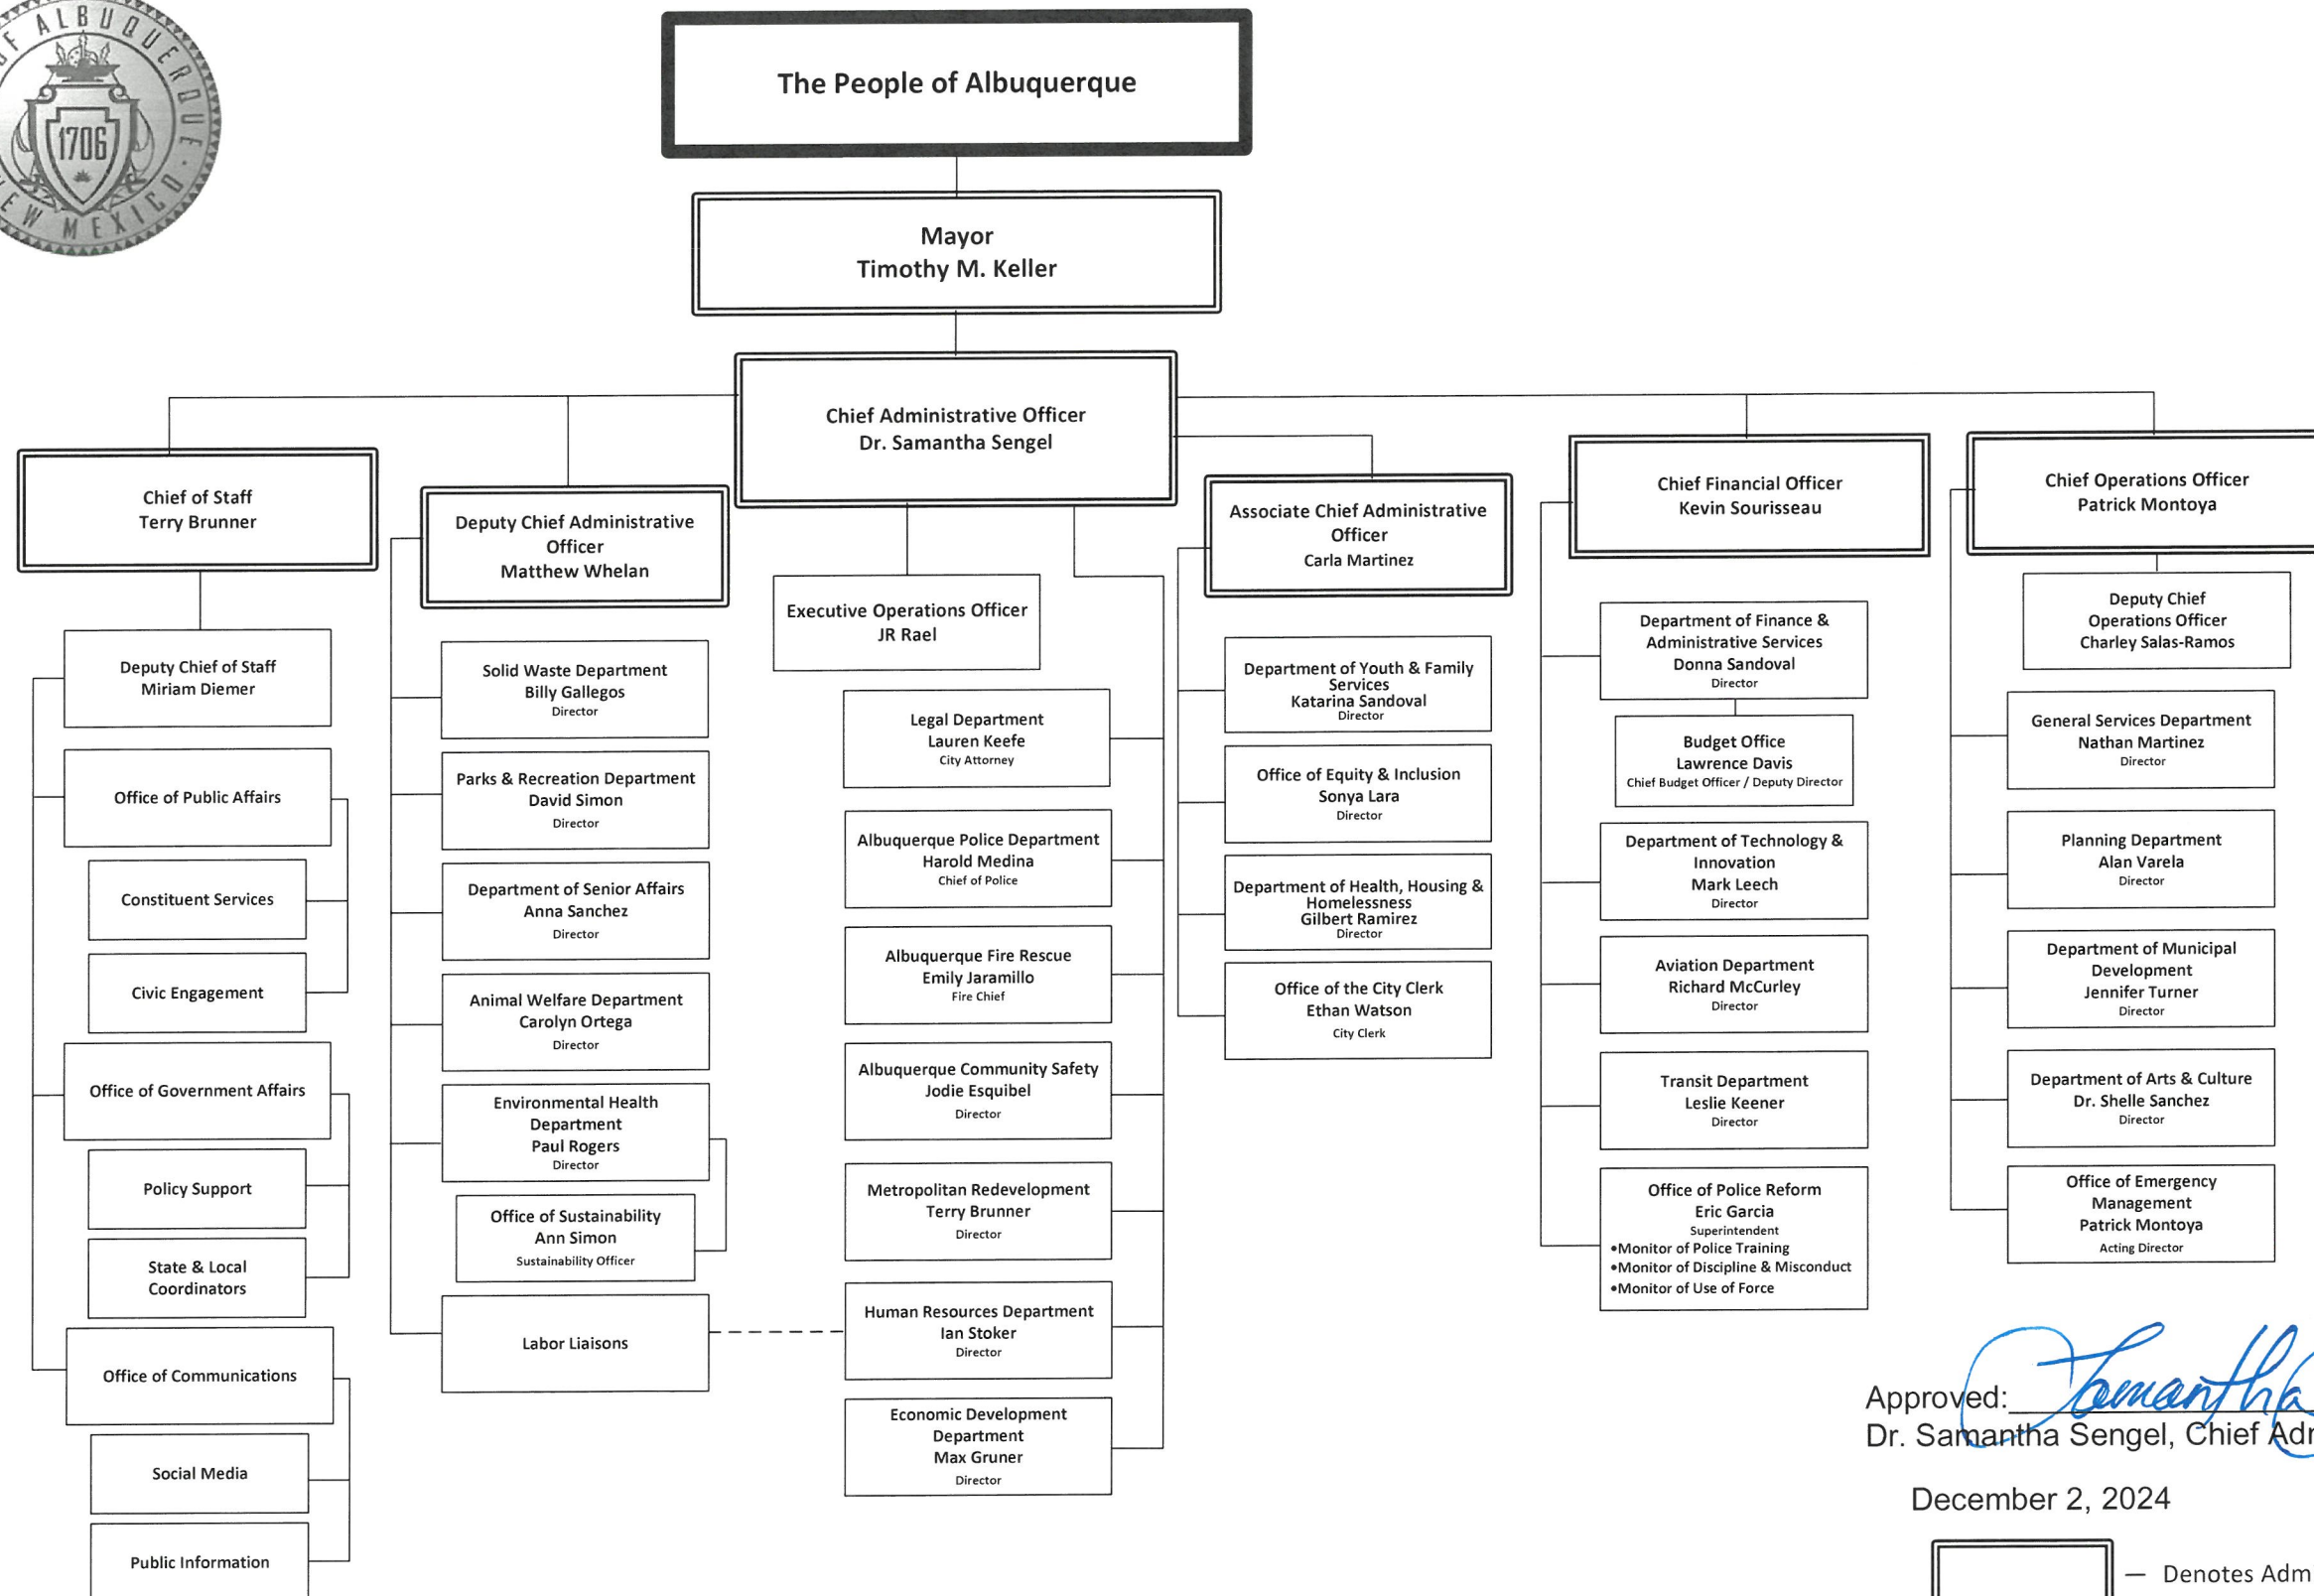 OF ALBUQUERQUE ·
1706
NEW MEXICO
The People of Albuquerque
Mayor
Timothy M. Keller
Chief Administrative Officer
Dr. Samantha Sengel
Chief of Staff
Terry Brunner
Deputy Chief of Staff
Miriam Diemer
Office of Public Affairs
Constituent Services
Civic Engagement
Office of Government Affairs
Policy Support
State & Local
Coordinators
Office of Communications
Social Media
Public Information
Deputy Chief Administrative
Officer
Matthew Whelan
Solid Waste Department
Billy Gallegos
Director
Parks & Recreation Department
David Simon
Director
Department of Senior Affairs
Anna Sanchez
Director
Animal Welfare Department
Carolyn Ortega
Director
Environmental Health
Department
Paul Rogers
Director
Office of Sustainability
Ann Simon
Sustainability Officer
Labor Liaisons
Executive Operations Officer
JR Rael
Legal Department
Lauren Keefe
City Attorney
Albuquerque Police Department
Harold Medina
Chief of Police
Albuquerque Fire Rescue
Emily Jaramillo
Fire Chief
Albuquerque Community Safety
Jodie Esquibel
Director
Metropolitan Redevelopment
Terry Brunner
Director
Human Resources Department
Ian Stoker
Director
Economic Development
Department
Max Gruner
Director
Associate Chief Administrative
Officer
Carla Martinez
Department of Youth & Family
Services
Katarina Sandoval
Director
Office of Equity & Inclusion
Sonya Lara
Director
Department of Health, Housing &
Homelessness
Gilbert Ramirez
Director
Office of the City Clerk
Ethan Watson
City Clerk
Chief Financial Officer
Kevin Sourisseau
Department of Finance &
Administrative Services
Donna Sandoval
Director
Budget Office
Lawrence Davis
Chief Budget Officer / Deputy Director
Department of Technology &
Innovation
Mark Leech
Director
Aviation Department
Richard McCurley
Director
Transit Department
Leslie Keener
Director
Office of Police Reform
Eric Garcia
Superintendent
•Monitor of Police Training
•Monitor of Discipline & Misconduct
•Monitor of Use of Force
Chief Operations Officer
Patrick Montoya
Deputy Chief
Operations Officer
Charley Salas-Ramos
General Services Department
Nathan Martinez
Director
Planning Department
Alan Varela
Director
Department of Municipal
Development
Jennifer Turner
Director
Department of Arts & Culture
Dr. Shelle Sanchez
Director
Office of Emergency
Management
Patrick Montoya
Acting Director
Approved: Samantha
Dr. Samantha Sengel, Chief Adm
December 2, 2024
— Denotes Adm